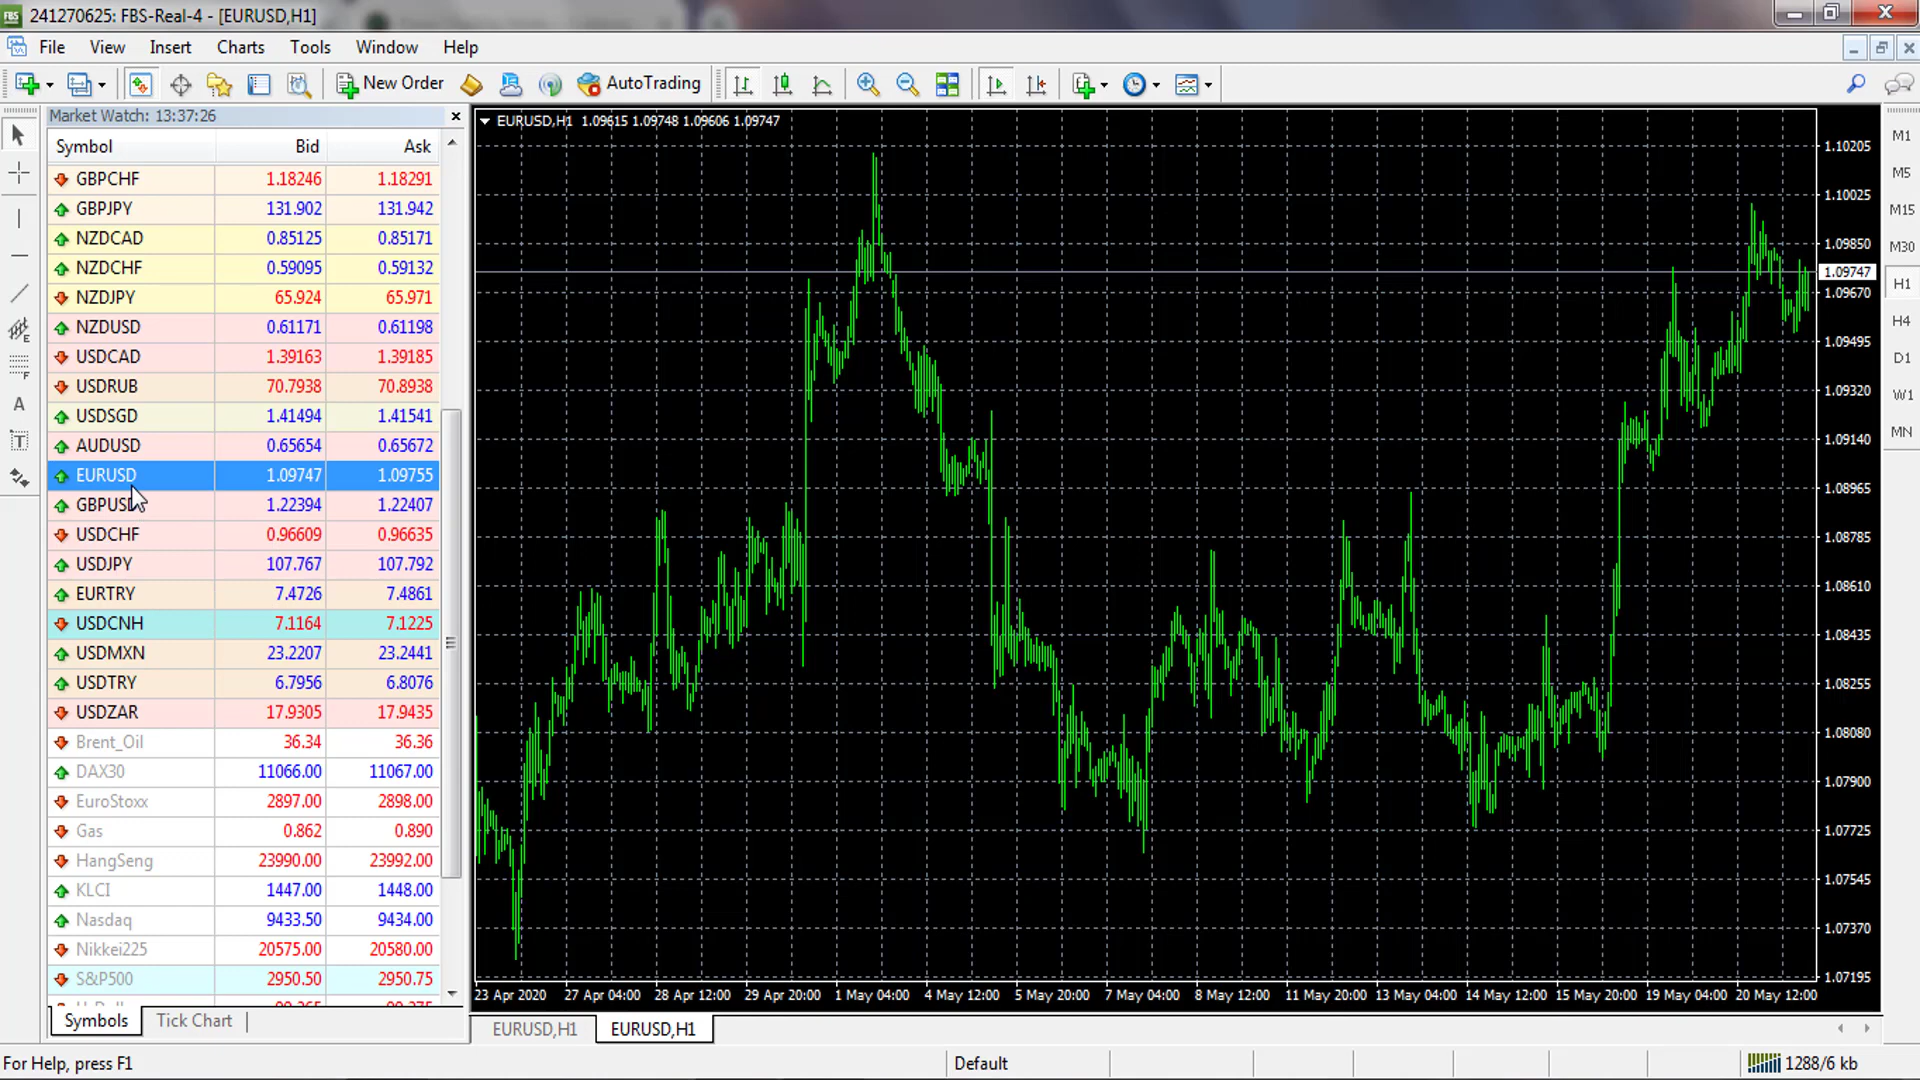 FBS 241270625: FBS-Real-4 - [EURUSD,H1]
File View Insert Charts Tools Window Help
New Order AutoTrading
Market Watch: 13:37:26
Symbol Bid Ask
GBPCHF 1.18246 1.18291
GBPJPY 131.902 131.942
NZDCAD 0.85125 0.85171
NZDCHF 0.59095 0.59132
NZDJPY 65.924 65.971
NZDUSD 0.61171 0.61198
USDCAD 1.39163 1.39185
USDRUB 70.7938 70.8938
USDSGD 1.41494 1.41541
AUDUSD 0.65654 0.65672
EURUSD 1.09747 1.09755
GBPUSD 1.22394 1.22407
USDCHF 0.96609 0.96635
USDJPY 107.767 107.792
EURTRY 7.4726 7.4861
USDCNH 7.1164 7.1225
USDMXN 23.2207 23.2441
USDTRY 6.7956 6.8076
USDZAR 17.9305 17.9435
Brent_Oil 36.34 36.36
DAX30 11066.00 11067.00
EuroStoxx 2897.00 2898.00
Gas 0.862 0.890
HangSeng 23990.00 23992.00
KLCI 1447.00 1448.00
Nasdaq 9433.50 9434.00
Nikkei225 20575.00 20580.00
S&P500 2950.50 2950.75
Symbols Tick Chart
EURUSD,H1 1.09615 1.09748 1.09606 1.09747
1.10205
1.10025
1.09850
1.09747
1.09670
1.09495
1.09320
1.09140
1.08965
1.08785
1.08610
1.08435
1.08255
1.08080
1.07900
1.07725
1.07545
1.07370
1.07195
23 Apr 2020 27 Apr 04:00 28 Apr 12:00 29 Apr 20:00 1 May 04:00 4 May 12:00 5 May 20:00 7 May 04:00 8 May 12:00 11 May 20:00 13 May 04:00 14 May 12:00 15 May 20:00 19 May 04:00 20 May 12:00
EURUSD,H1 EURUSD,H1
M1
M5
M15
M30
H1
H4
D1
W1
MN
E
F
A
T
For Help, press F1 Default 1288/6 kb